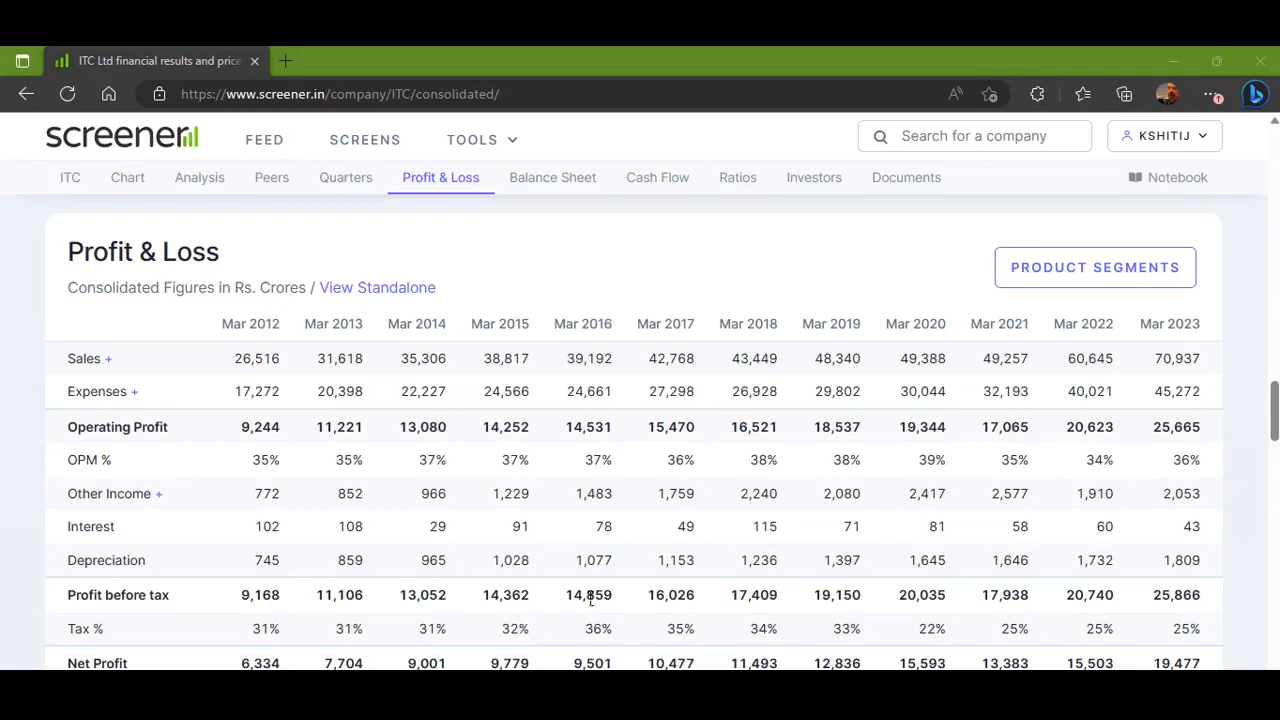 ITC Ltd financial results and price
https://www.screener.in/company/ITC/consolidated/
screener FEED SCREENS TOOLS Search for a company KSHITIJ
ITC Chart Analysis Peers Quarters Profit & Loss Balance Sheet Cash Flow Ratios Investors Documents Notebook
Profit & Loss
PRODUCT SEGMENTS
Consolidated Figures in Rs. Crores / View Standalone
Mar 2012 Mar 2013 Mar 2014 Mar 2015 Mar 2016 Mar 2017 Mar 2018 Mar 2019 Mar 2020 Mar 2021 Mar 2022 Mar 2023
Sales + 26,516 31,618 35,306 38,817 39,192 42,768 43,449 48,340 49,388 49,257 60,645 70,937
Expenses + 17,272 20,398 22,227 24,566 24,661 27,298 26,928 29,802 30,044 32,193 40,021 45,272
Operating Profit 9,244 11,221 13,080 14,252 14,531 15,470 16,521 18,537 19,344 17,065 20,623 25,665
OPM % 35% 35% 37% 37% 37% 36% 38% 38% 39% 35% 34% 36%
Other Income + 772 852 966 1,229 1,483 1,759 2,240 2,080 2,417 2,577 1,910 2,053
Interest 102 108 29 91 78 49 115 71 81 58 60 43
Depreciation 745 859 965 1,028 1,077 1,153 1,236 1,397 1,645 1,646 1,732 1,809
Profit before tax 9,168 11,106 13,052 14,362 14,859 16,026 17,409 19,150 20,035 17,938 20,740 25,866
Tax % 31% 31% 31% 32% 36% 35% 34% 33% 22% 25% 25% 25%
Net Profit 6,334 7,704 9,001 9,779 9,501 10,477 11,493 12,836 15,593 13,383 15,503 19,477